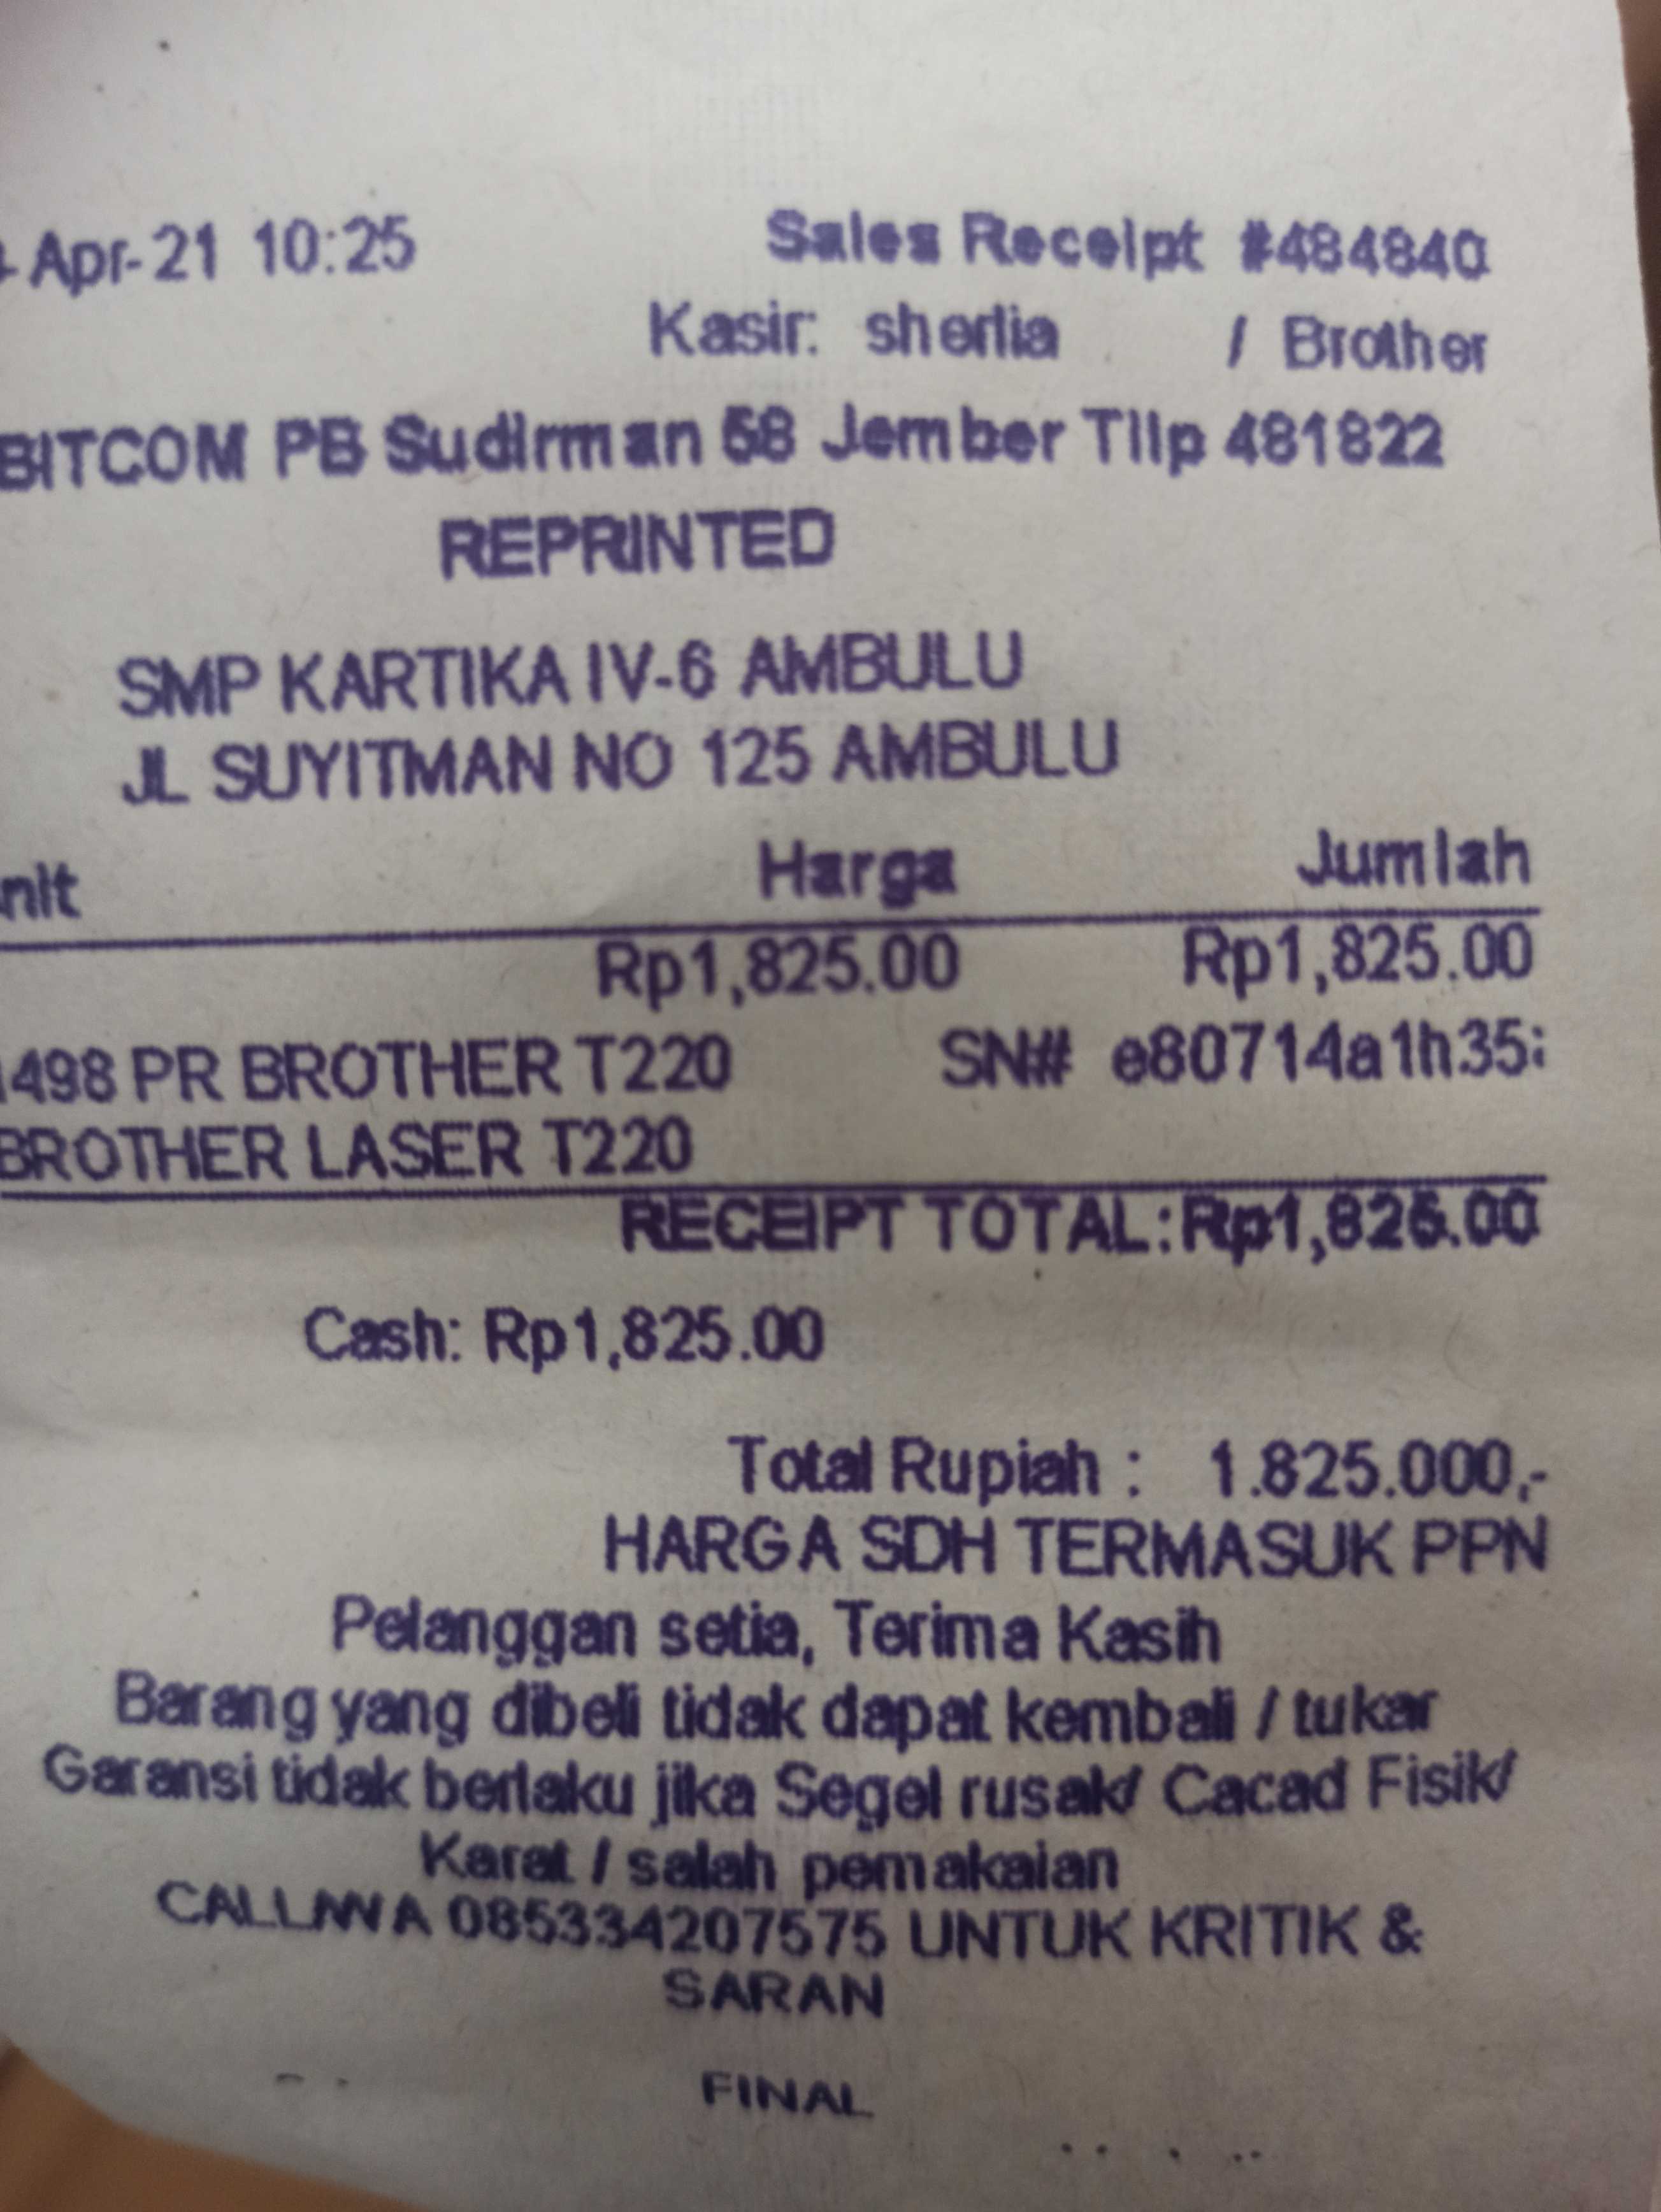 Apr-21 10:25 Sales Receipt #484840
Kasir: sherlia / Brother
BITCOM PB Sudirman 58 Jember Tllp 481822
REPRINTED
SMP KARTIKA IV-6 AMBULU
JL SUYITMAN NO 125 AMBULU
nit Harga Jumlah
Rp1,825.00 Rp1,825.00
1498 PR BROTHER T220 SN# e80714a1h35
BROTHER LASER T220
RECEIPT TOTAL: Rp1,825.00
Cash: Rp1,825.00
Total Rupiah : 1.825.000,-
HARGA SDH TERMASUK PPN
Pelanggan setia, Terima Kasih
Barang yang dibeli tidak dapat kembali / tukar
Garansi tidak berlaku jika Segel rusak/ Cacad Fisik/
Karat / salah pemakaian
CALL/WA 085334207575 UNTUK KRITIK &
SARAN
FINAL